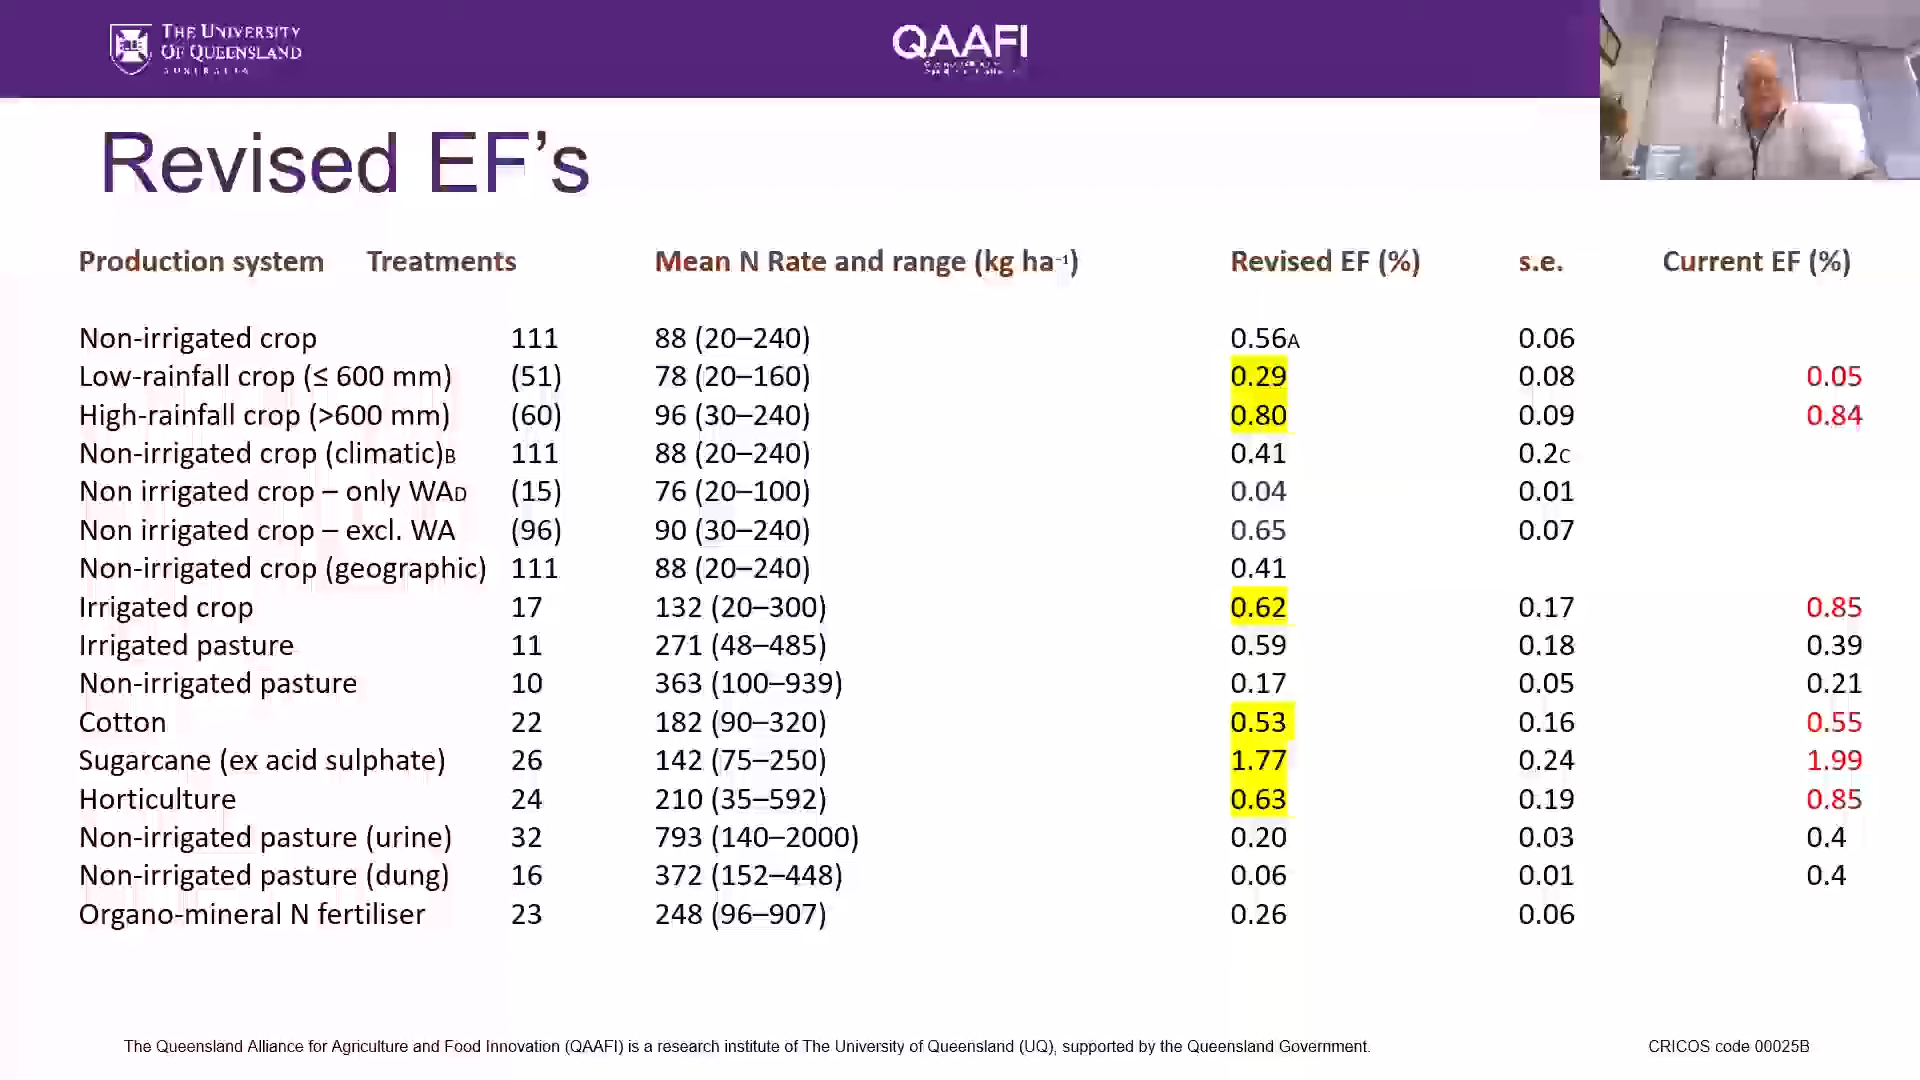 THE UNIVERSITY
OF QUEENSLAND
AUSTRALIA
QAAFI
Revised EF’s
Production system Treatments Mean N Rate and range (kg ha-1) Revised EF (%) s.e. Current EF (%)
Non-irrigated crop 111 88 (20–240) 0.56A 0.06
Low-rainfall crop (≤ 600 mm) (51) 78 (20–160) 0.29 0.08 0.05
High-rainfall crop (>600 mm) (60) 96 (30–240) 0.80 0.09 0.84
Non-irrigated crop (climatic)B 111 88 (20–240) 0.41 0.2C
Non irrigated crop – only WAD (15) 76 (20–100) 0.04 0.01
Non irrigated crop – excl. WA (96) 90 (30–240) 0.65 0.07
Non-irrigated crop (geographic) 111 88 (20–240) 0.41
Irrigated crop 17 132 (20–300) 0.62 0.17 0.85
Irrigated pasture 11 271 (48–485) 0.59 0.18 0.39
Non-irrigated pasture 10 363 (100–939) 0.17 0.05 0.21
Cotton 22 182 (90–320) 0.53 0.16 0.55
Sugarcane (ex acid sulphate) 26 142 (75–250) 1.77 0.24 1.99
Horticulture 24 210 (35–592) 0.63 0.19 0.85
Non-irrigated pasture (urine) 32 793 (140–2000) 0.20 0.03 0.4
Non-irrigated pasture (dung) 16 372 (152–448) 0.06 0.01 0.4
Organo-mineral N fertiliser 23 248 (96–907) 0.26 0.06
The Queensland Alliance for Agriculture and Food Innovation (QAAFI) is a research institute of The University of Queensland (UQ), supported by the Queensland Government. CRICOS code 00025B